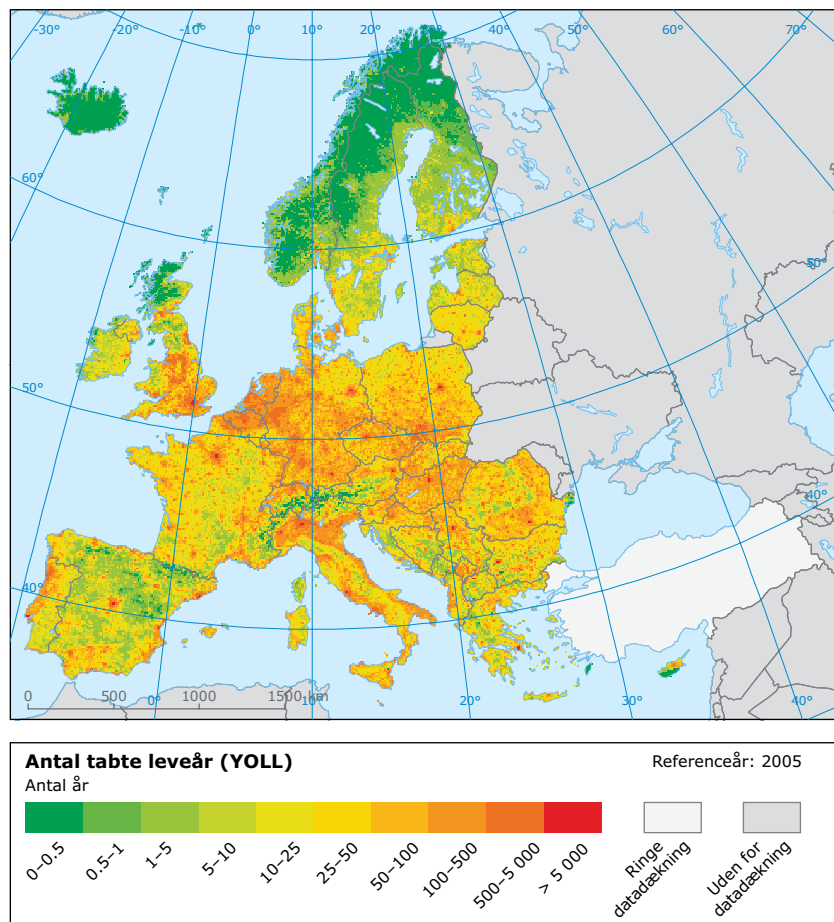 -30° -20° -10° 0° 10° 20° 30° 40° 50° 60° 70°
60°
50°
50°
40°
40°
0 500 1000 1500 km
0° 10° 20° 30° 40°
Antal tabte leveår (YOLL)
Referenceår: 2005
Antal år
0–0.5
0.5–1
1–5
5–10
10–25
25–50
50–100
100–500
500–5 000
> 5 000
Ringe
datadækning
Uden for
datadækning